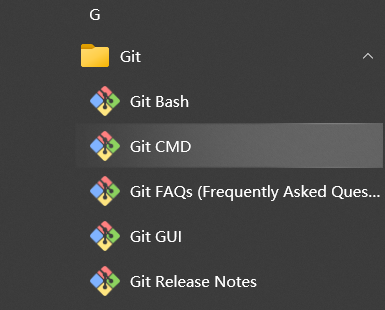 G
Git
Git Bash
Git CMD
Git FAQs (Frequently Asked Ques...
Git GUI
Git Release Notes